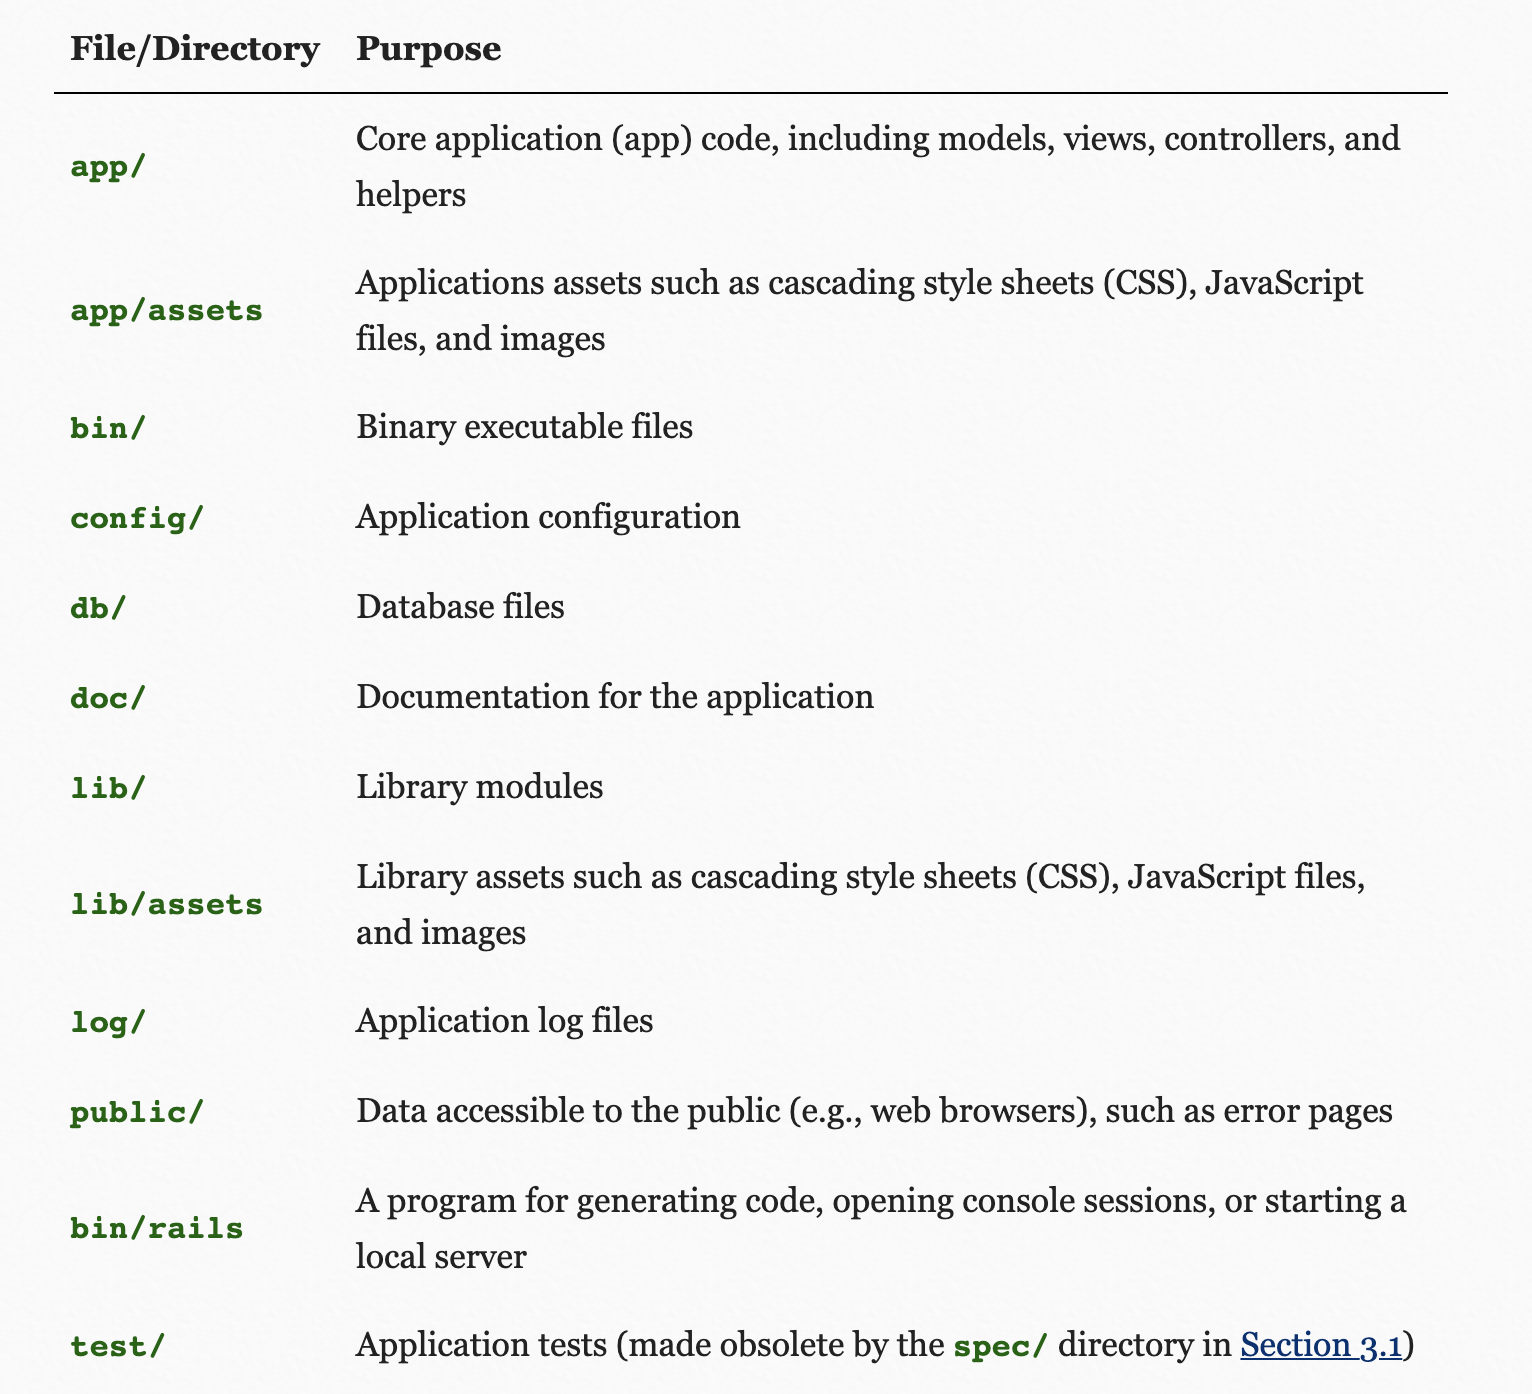 File/Directory Purpose
app/ Core application (app) code, including models, views, controllers, and
helpers
app/assets Applications assets such as cascading style sheets (CSS), JavaScript
files, and images
bin/ Binary executable files
config/ Application configuration
db/ Database files
doc/ Documentation for the application
lib/ Library modules
lib/assets Library assets such as cascading style sheets (CSS), JavaScript files,
and images
log/ Application log files
public/ Data accessible to the public (e.g., web browsers), such as error pages
bin/rails A program for generating code, opening console sessions, or starting a
local server
test/ Application tests (made obsolete by the spec/ directory in Section 3.1)